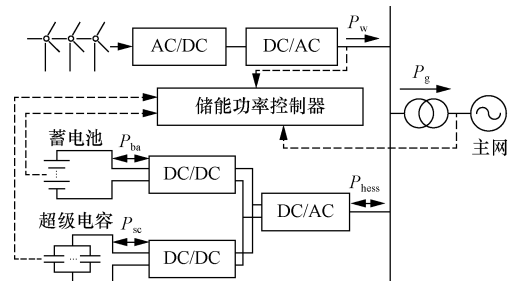 P_w
AC/DC
DC/AC
P_g
储能功率控制器
主网
蓄电池
P_ba
DC/DC
P_hess
DC/AC
超级电容
P_sc
DC/DC